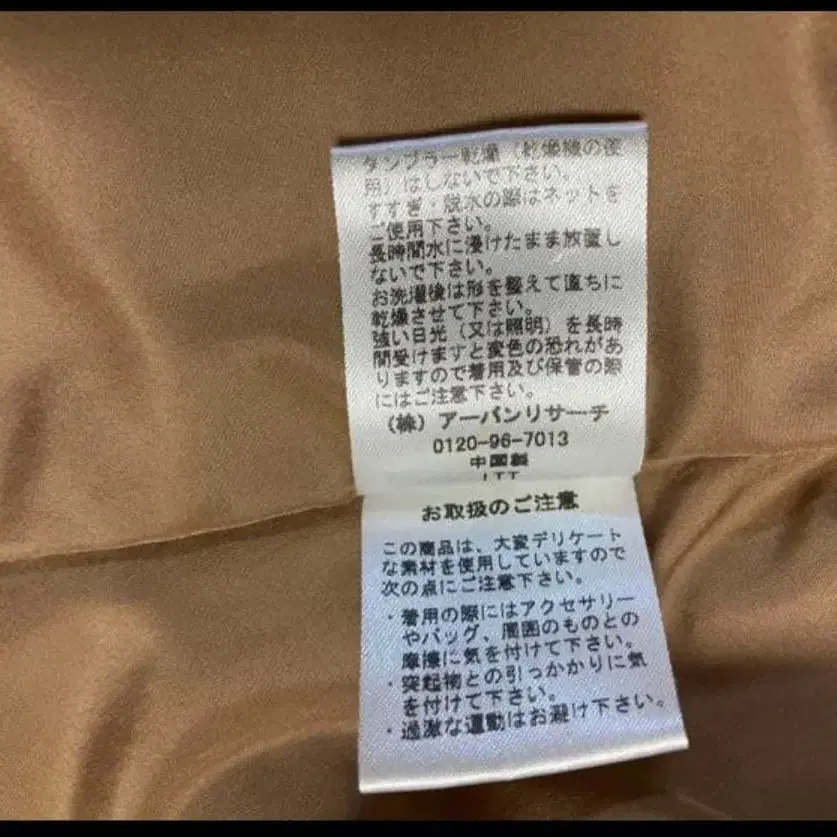 タンブラー乾燥（乾燥機の使
用）はしないで下さい。
すすぎ・脱水の際はネットを
ご使用下さい。
長時間水に浸けたまま放置し
ないで下さい。
お洗濯後は形を整えて直ちに
乾燥させて下さい。
強い日光（又は照明）を長時
間受けますと変色の恐れがあ
りますので着用及び保管の際
にはご注意下さい。
（株）アーバンリサーチ
0120-96-7013
中国製
お取扱のご注意
この商品は、大変デリケート
な素材を使用していますので
次の点にご注意下さい。
・着用の際にはアクセサリー
やバッグ、周囲のものとの
摩擦に気を付けて下さい。
・突起物との引っかかりに気
を付けて下さい。
・過激な運動はお避け下さい。